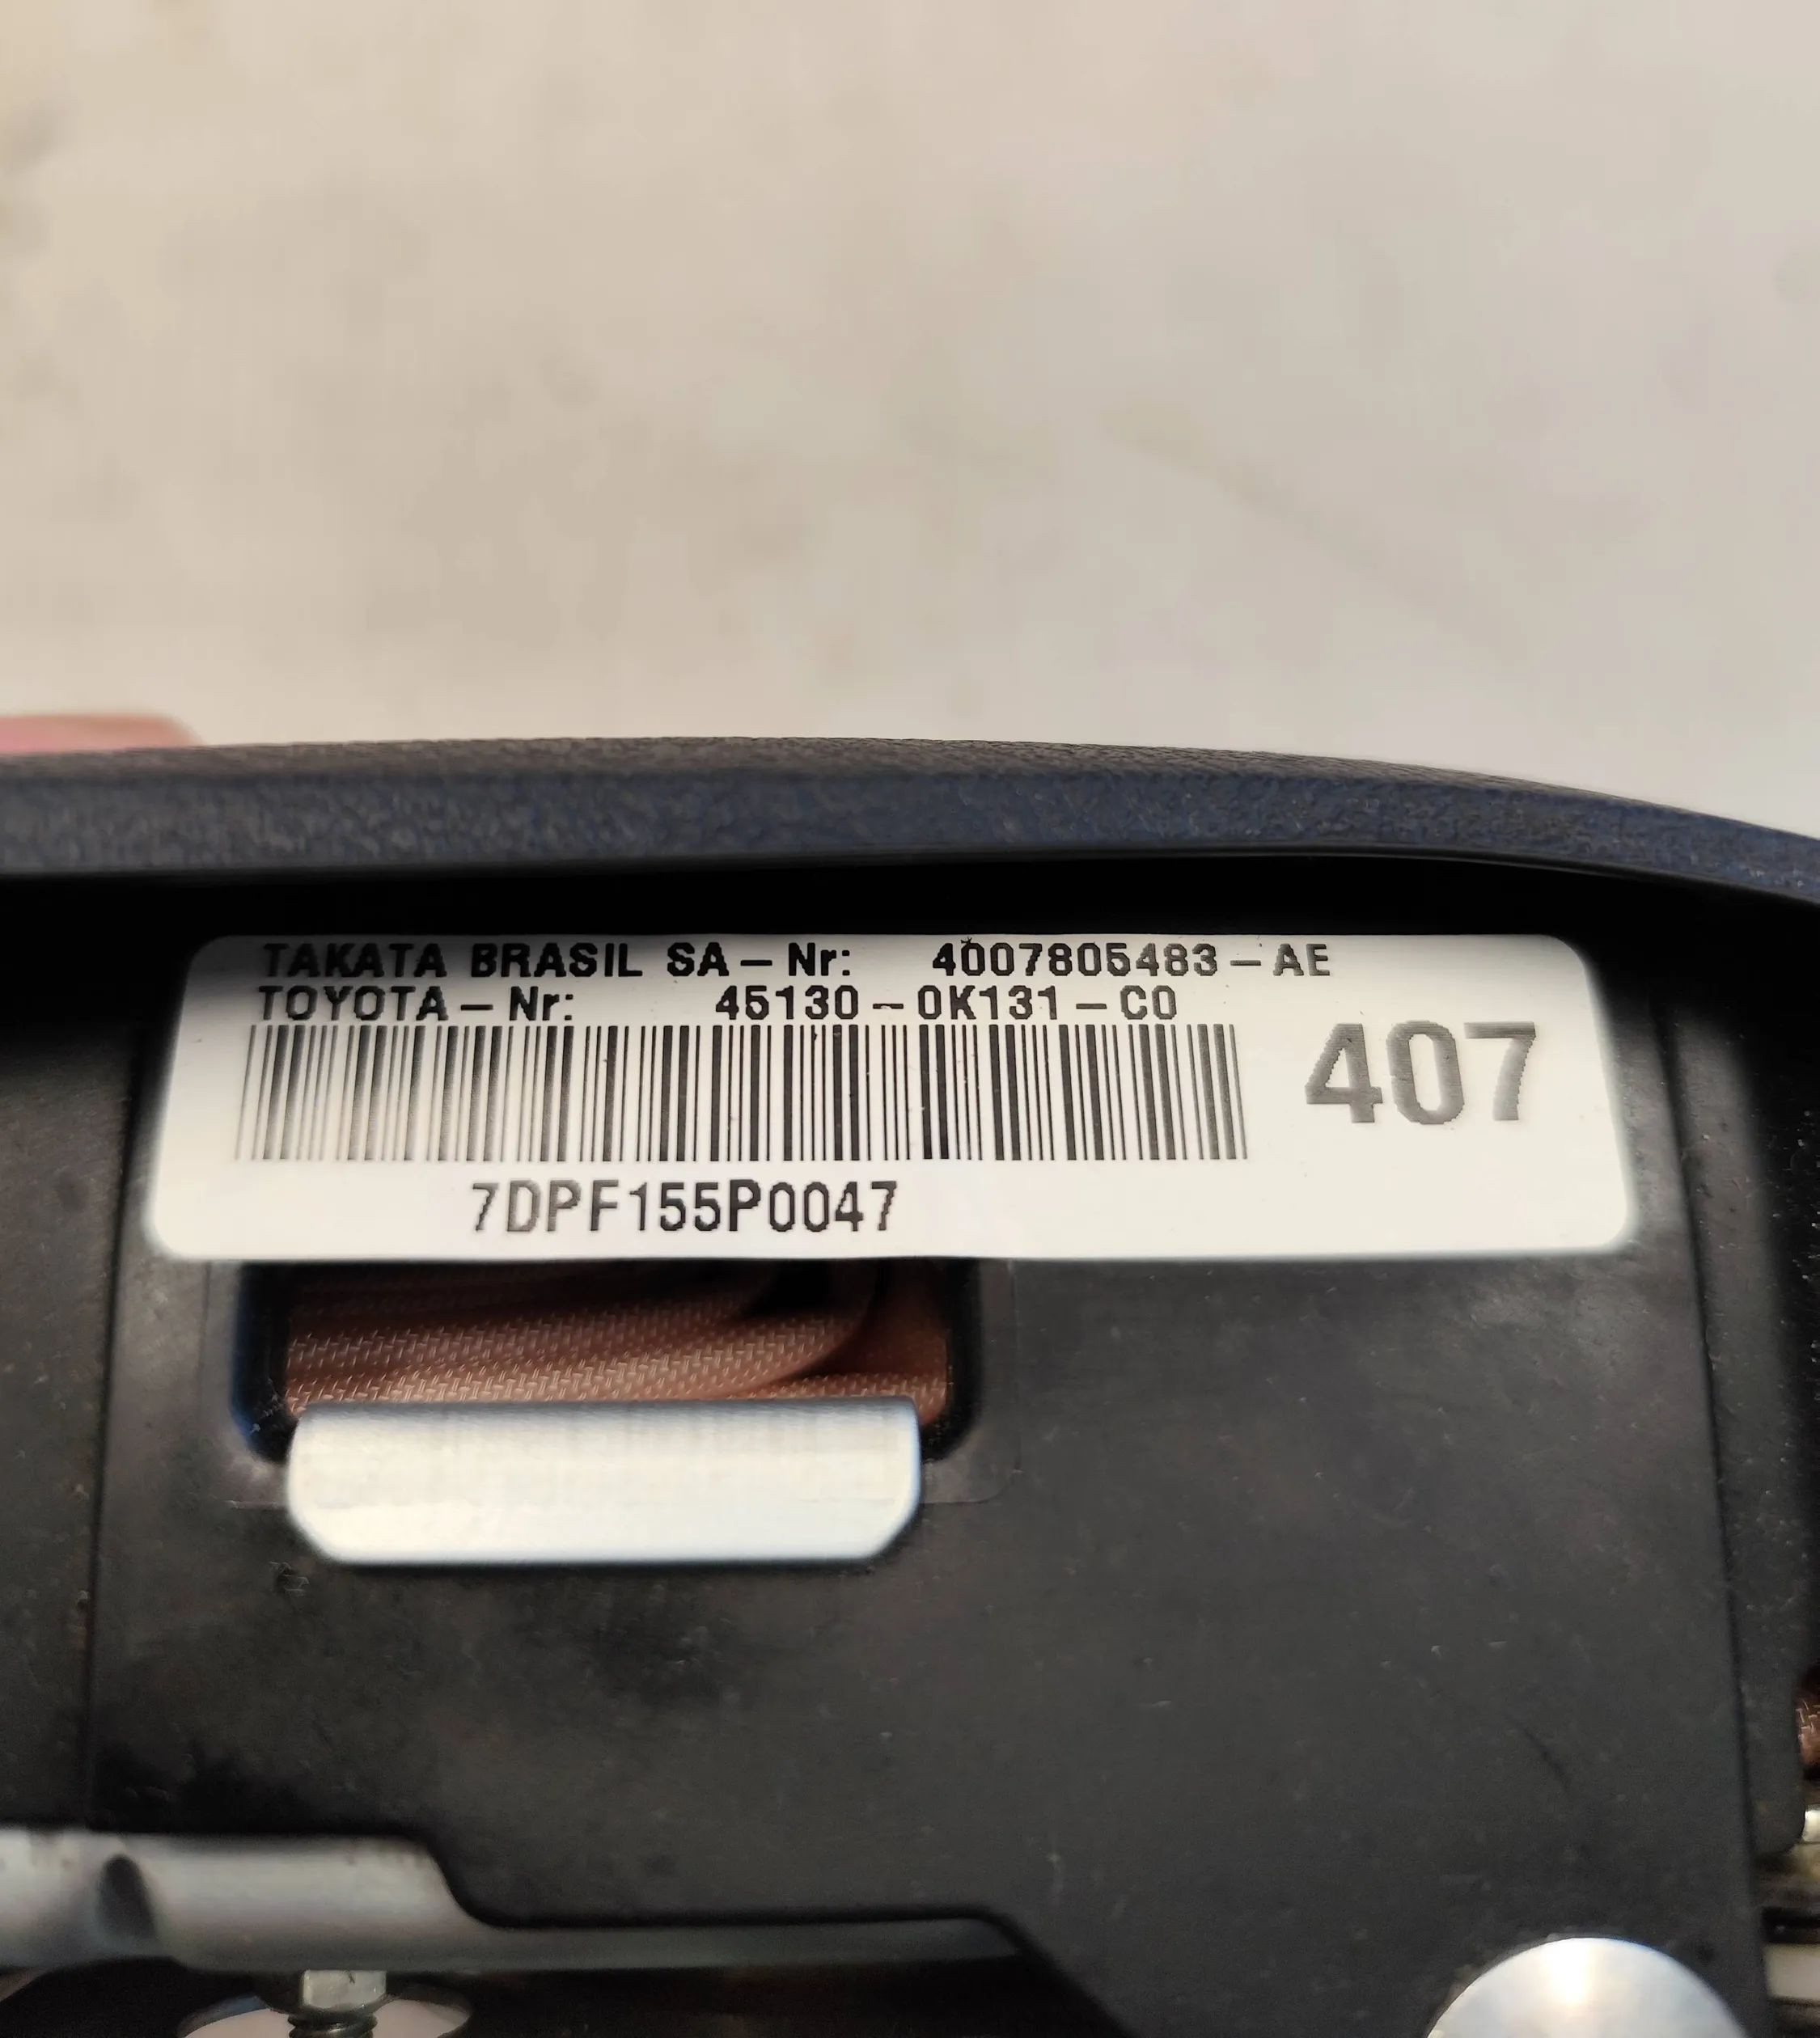 TAKATA BRASIL SA-Nr: 4007805483-AE
TOYOTA-Nr: 45130-0K131-C0
407
7DPF155P0047